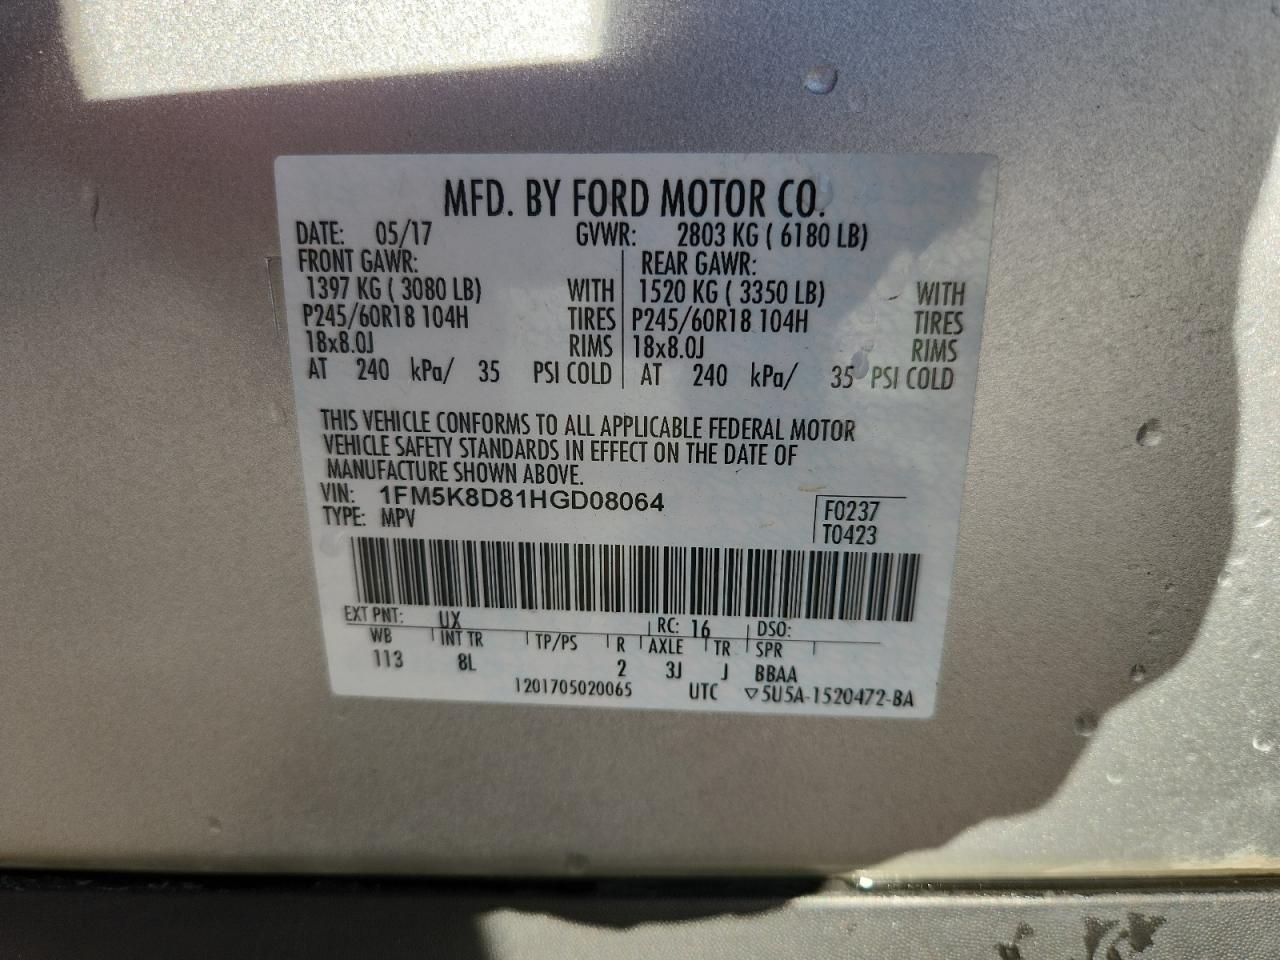 MFD. BY FORD MOTOR CO.
DATE: 05/17 GVWR: 2803 KG ( 6180 LB)
FRONT GAWR: REAR GAWR:
1397 KG ( 3080 LB) WITH 1520 KG ( 3350 LB) WITH
P245/60R18 104H TIRES P245/60R18 104H TIRES
18x8.0J RIMS 18x8.0J RIMS
AT 240 kPa/ 35 PSI COLD AT 240 kPa/ 35 PSI COLD
THIS VEHICLE CONFORMS TO ALL APPLICABLE FEDERAL MOTOR
VEHICLE SAFETY STANDARDS IN EFFECT ON THE DATE OF
MANUFACTURE SHOWN ABOVE.
VIN: 1FM5K8D81HGD08064 F0237
TYPE: MPV T0423
EXT PNT: UX RC: 16 DSO:
WB INT TR TP/PS R AXLE TR SPR
113 8L 2 3J J BBAA
1201705020065 UTC ▽5U5A-1520472-BA